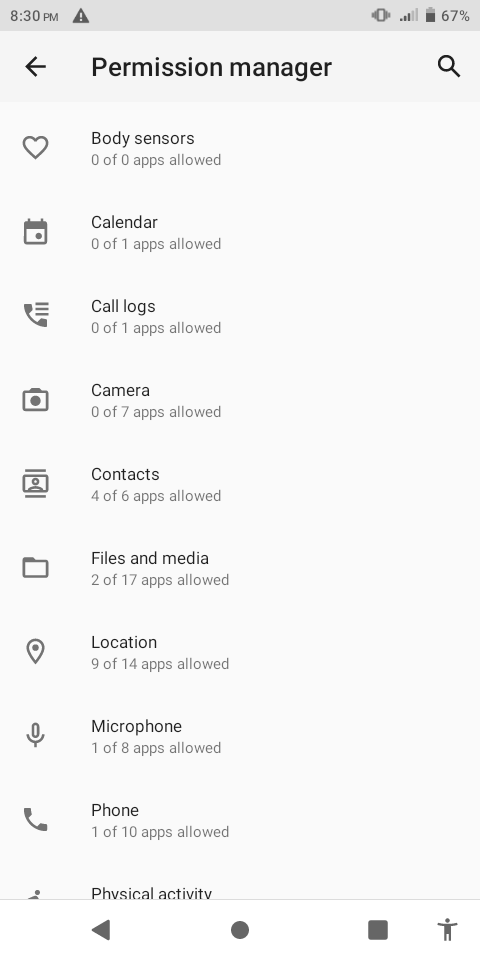 8:30 PM 67%
Permission manager
Body sensors
0 of 0 apps allowed
Calendar
0 of 1 apps allowed
Call logs
0 of 1 apps allowed
Camera
0 of 7 apps allowed
Contacts
4 of 6 apps allowed
Files and media
2 of 17 apps allowed
Location
9 of 14 apps allowed
Microphone
1 of 8 apps allowed
Phone
1 of 10 apps allowed
Physical activity